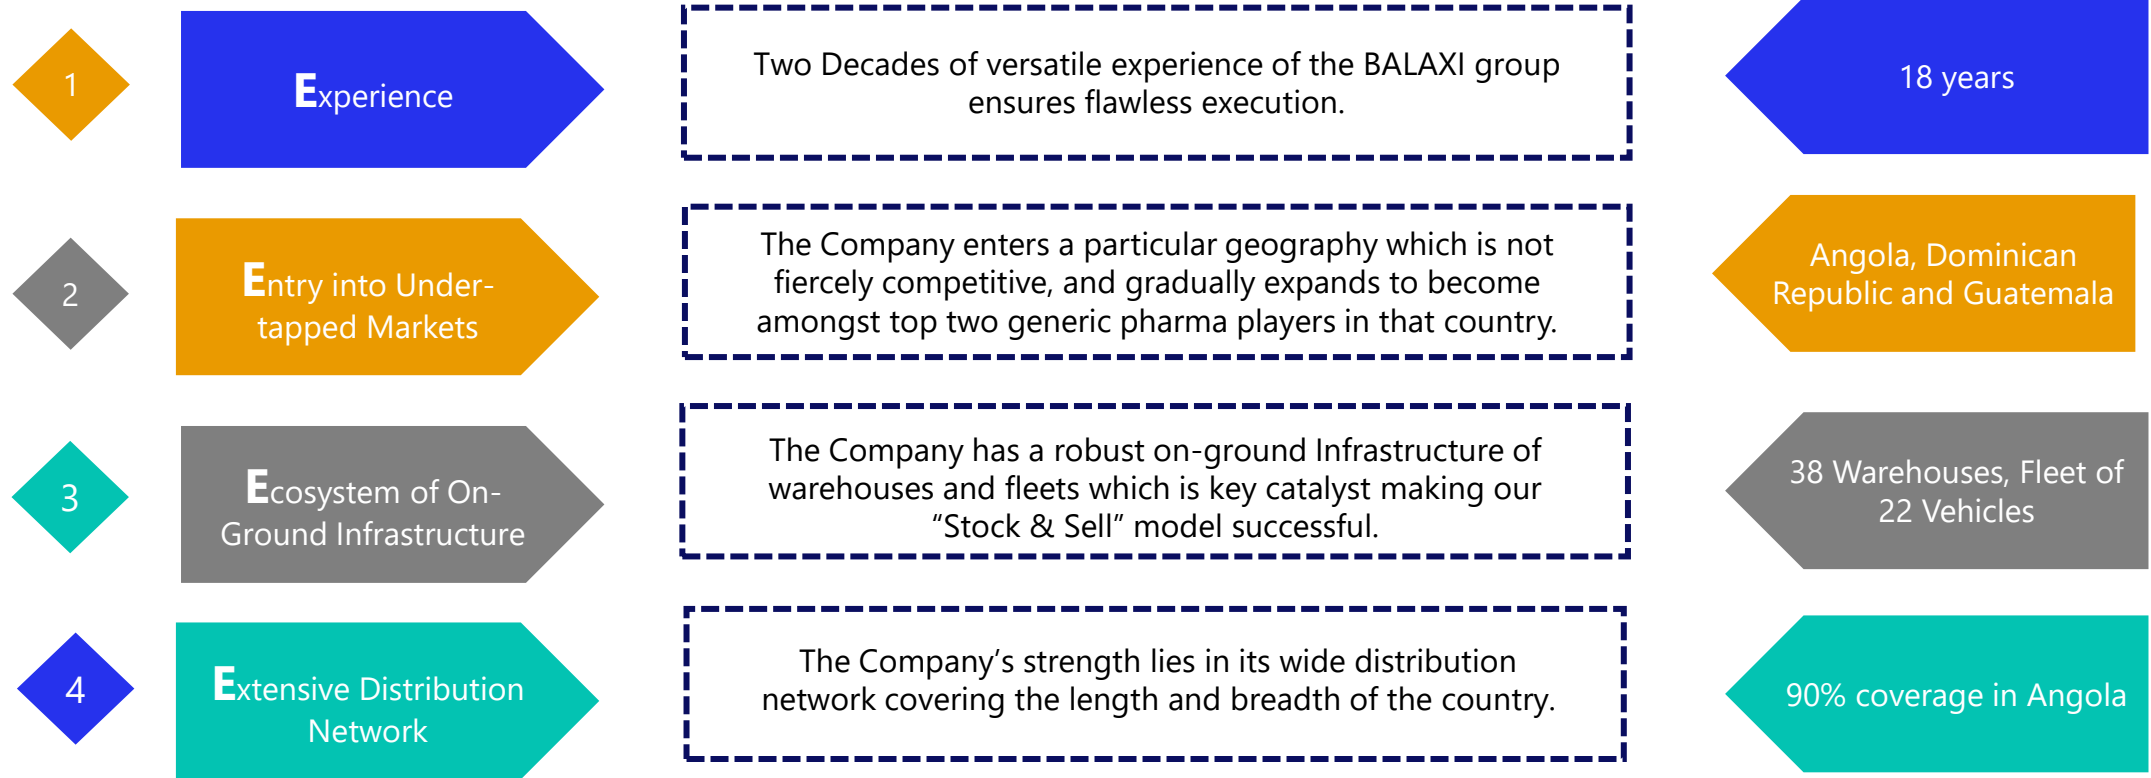 1
Experience
Two Decades of versatile experience of the BALAXI group
ensures flawless execution.
18 years
2
Entry into Under-
tapped Markets
The Company enters a particular geography which is not
fiercely competitive, and gradually expands to become
amongst top two generic pharma players in that country.
Angola, Dominican
Republic and Guatemala
3
Ecosystem of On-
Ground Infrastructure
The Company has a robust on-ground Infrastructure of
warehouses and fleets which is key catalyst making our
“Stock & Sell” model successful.
38 Warehouses, Fleet of
22 Vehicles
4
Extensive Distribution
Network
The Company’s strength lies in its wide distribution
network covering the length and breadth of the country.
90% coverage in Angola